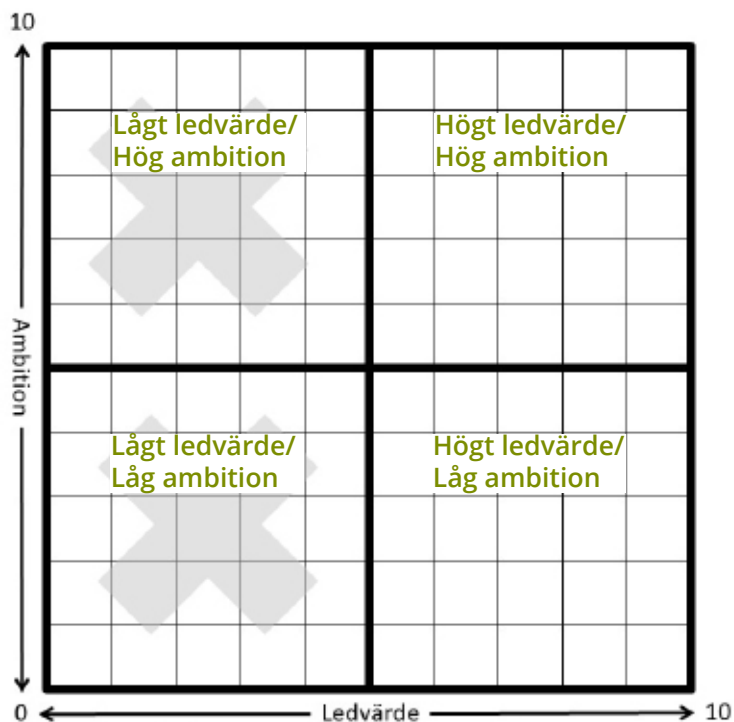 10
Lågt ledvärde/
Hög ambition
Högt ledvärde/
Hög ambition
Ambition
Lågt ledvärde/
Låg ambition
Högt ledvärde/
Låg ambition
0
Ledvärde
10